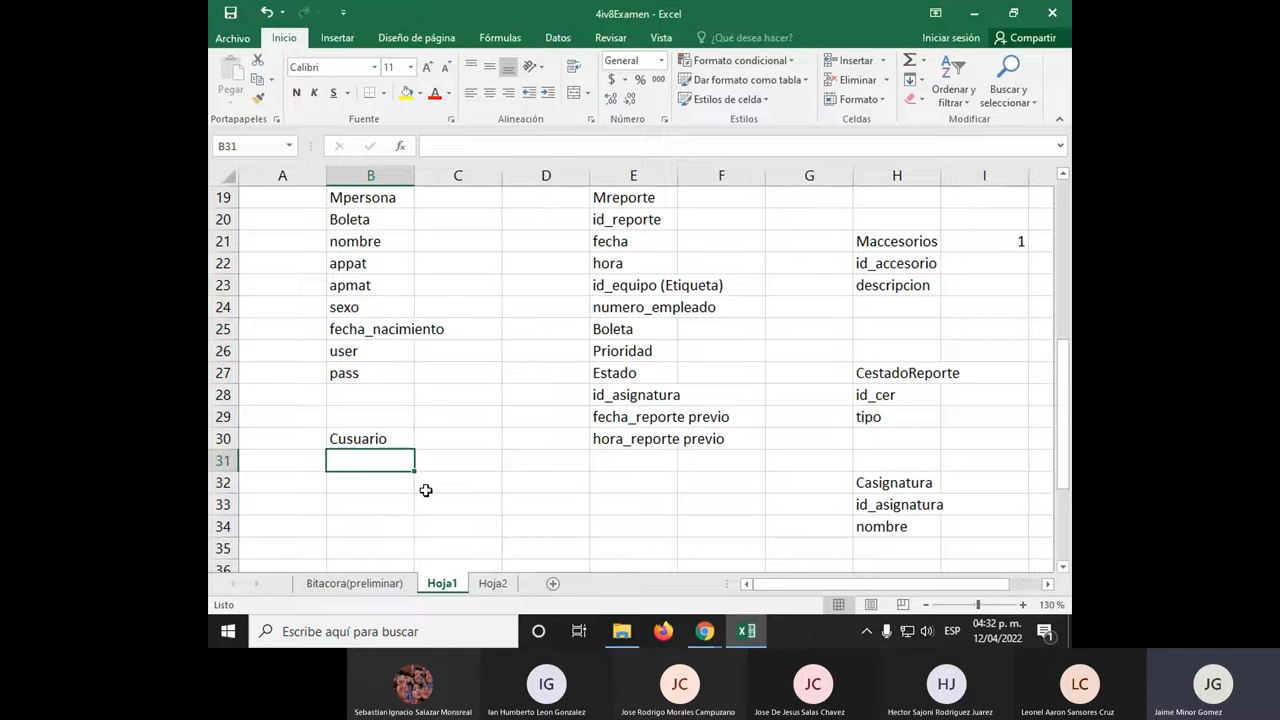 4iv8Examen - Excel
Archivo Inicio Insertar Diseño de página Fórmulas Datos Revisar Vista ¿Qué desea hacer? Iniciar sesión Compartir
Pegar
Calibri 11
N K S
General
$ % 000
Formato condicional
Dar formato como tabla
Estilos de celda
Insertar
Eliminar
Formato
Ordenar y filtrar
Buscar y seleccionar
Portapapeles Fuente Alineación Número Estilos Celdas Modificar
B31 fx
A B C D E F G H I
19 Mpersona Mreporte
20 Boleta id_reporte
21 nombre fecha Maccesorios 1
22 appat hora id_accesorio
23 apmat id_equipo (Etiqueta) descripcion
24 sexo numero_empleado
25 fecha_nacimiento Boleta
26 user Prioridad
27 pass Estado CestadoReporte
28 id_asignatura id_cer
29 fecha_reporte previo tipo
30 Cusuario hora_reporte previo
31
32 Casignatura
33 id_asignatura
34 nombre
35
36
Bitacora(preliminar) Hoja1 Hoja2
Listo 130 %
Escribe aquí para buscar ESP 04:32 p. m.
12/04/2022
1
IG JC JC HJ LC JG
Sebastian Ignacio Salazar Monsreal Ian Humberto Leon Gonzalez Jose Rodrigo Morales Campuzano Jose De Jesus Salas Chavez Hector Sajoni Rodriguez Juarez Leonel Aaron Sansores Cruz Jaime Minor Gomez